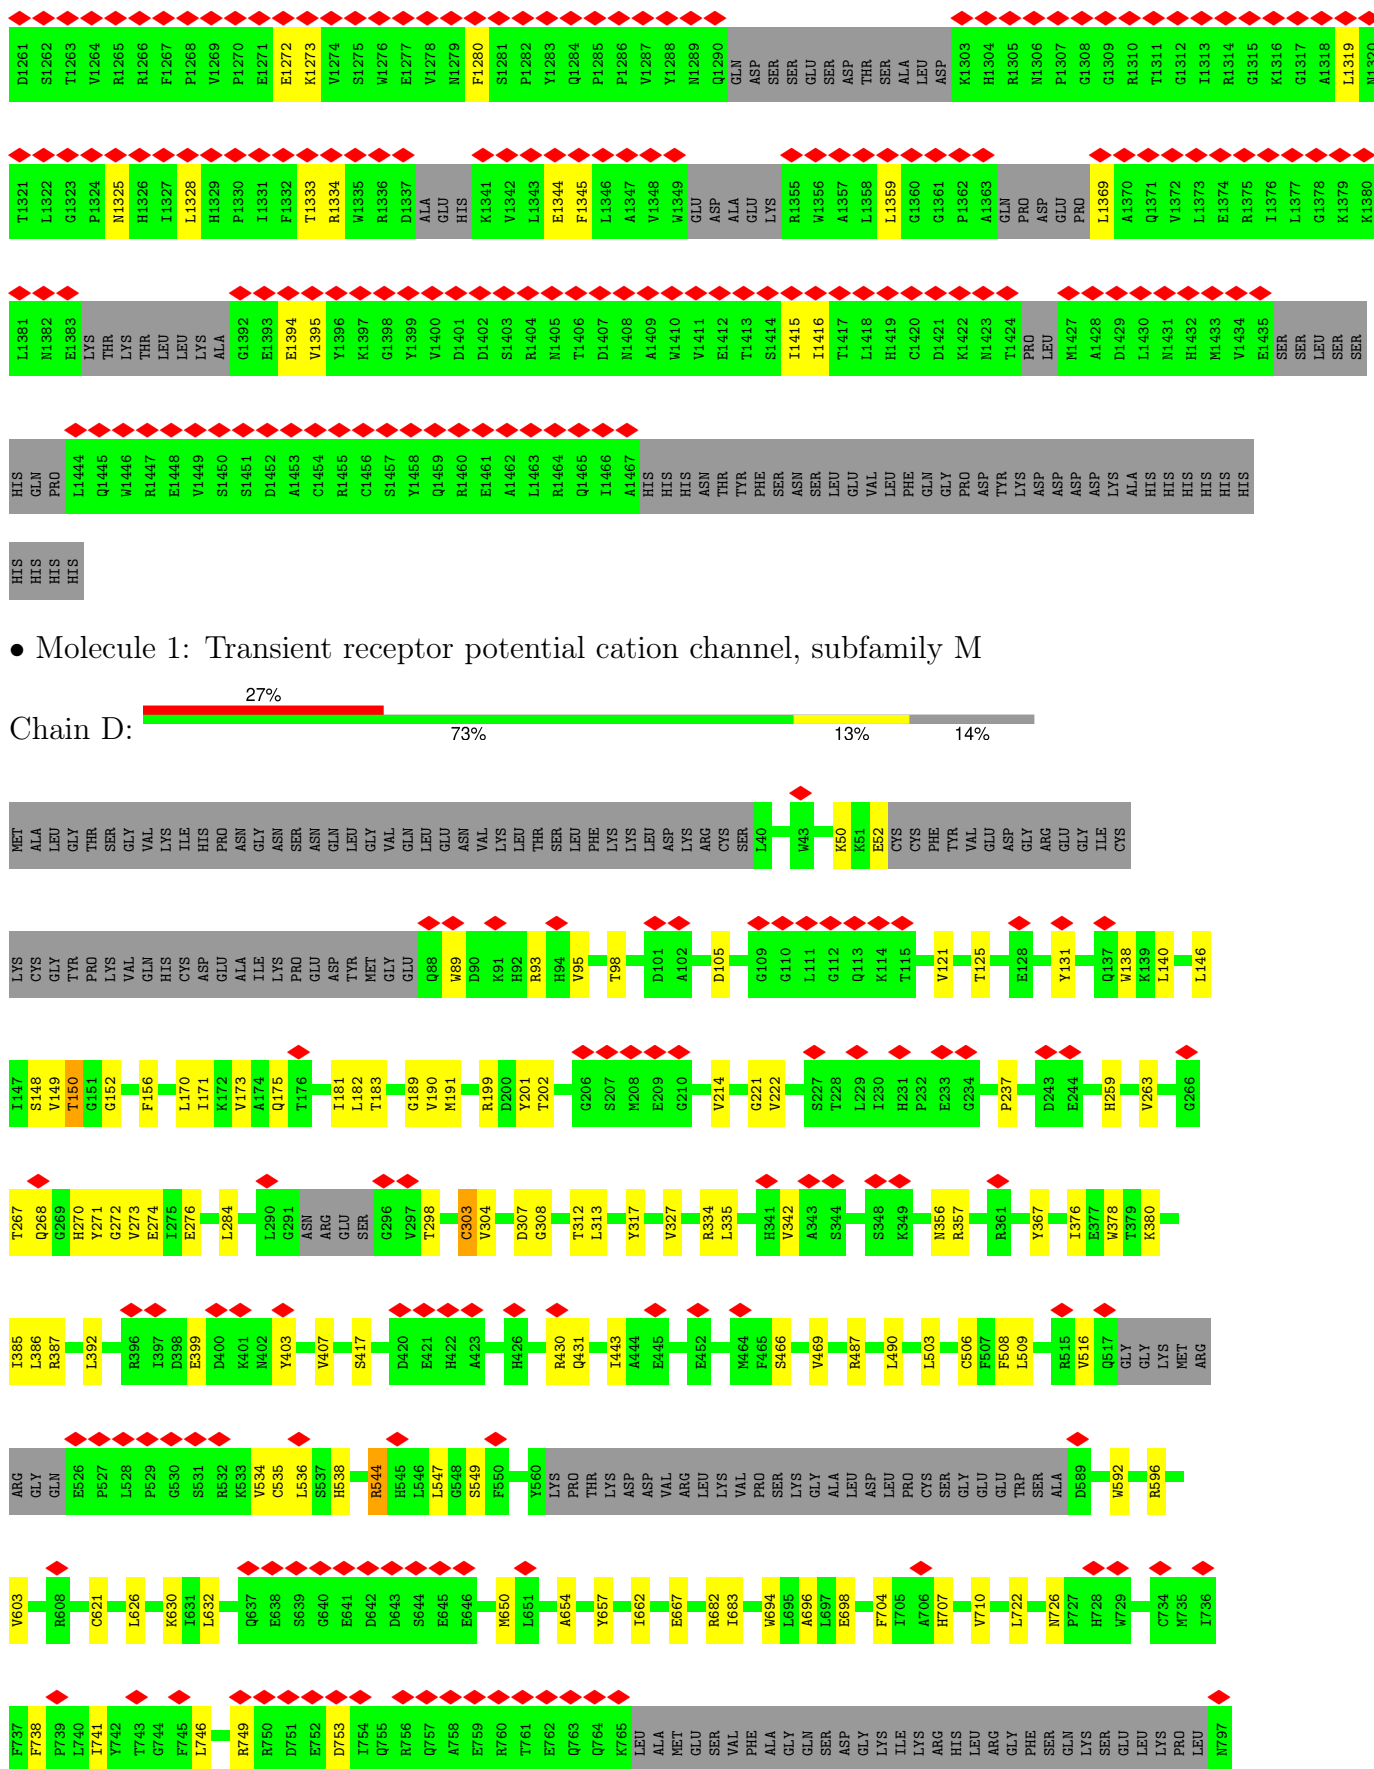 D1261 S1262 T1263 V1264 R1265 R1266 F1267 P1268 V1269 P1270 E1271 E1272 K1273 V1274 S1275 W1276 E1277 V1278 N1279 F1280 S1281 P1282 Y1283 Q1284 P1285 P1286 V1287 Y1288 N1289 Q1290 GLN ASP SER SER GLU SER ASP THR SER ALA LEU ASP K1303 H1304 R1305 N1306 P1307 G1308 G1309 R1310 T1311 G1312 I1313 R1314 G1315 K1316 G1317 A1318 L1319 N1320
T1321 L1322 G1323 P1324 N1325 H1326 I1327 L1328 H1329 P1330 I1331 F1332 T1333 R1334 W1335 R1336 D1337 ALA GLU HIS K1341 V1342 L1343 E1344 F1345 L1346 A1347 V1348 W1349 GLU ASP ALA GLU LYS R1355 W1356 A1357 L1358 L1359 G1360 G1361 P1362 A1363 GLN PRO ASP GLU PRO L1369 A1370 Q1371 V1372 L1373 E1374 R1375 I1376 L1377 G1378 K1379 K1380
L1381 N1382 E1383 LYS THR LYS THR LEU LEU LYS ALA G1392 E1393 E1394 V1395 Y1396 K1397 G1398 Y1399 V1400 D1401 D1402 S1403 R1404 N1405 T1406 D1407 N1408 A1409 W1410 V1411 E1412 T1413 S1414 I1415 I1416 T1417 L1418 H1419 C1420 D1421 K1422 N1423 T1424 PRO LEU M1427 A1428 D1429 L1430 N1431 H1432 M1433 V1434 E1435 SER SER LEU SER SER
HIS GLN PRO L1444 Q1445 W1446 R1447 E1448 V1449 S1450 S1451 D1452 A1453 C1454 R1455 C1456 S1457 Y1458 Q1459 R1460 E1461 A1462 L1463 R1464 Q1465 I1466 A1467 HIS HIS HIS ASN THR TYR PHE SER ASN SER LEU GLU VAL LEU PHE GLN GLY PRO ASP TYR LYS ASP ASP ASP ASP LYS ALA HIS HIS HIS HIS HIS HIS
HIS HIS HIS HIS
• Molecule 1: Transient receptor potential cation channel, subfamily M
27%
Chain D: 73% 13% 14%
MET ALA LEU GLY THR SER GLY VAL LYS ILE HIS PRO ASN GLY ASN SER ASN GLN LEU GLY VAL GLN LEU GLU ASN VAL LYS LEU THR SER LEU PHE LYS LYS LEU ASP LYS ARG CYS SER L40 W43 K50 K51 E52 CYS CYS PHE TYR VAL GLU ASP GLY ARG GLU GLY ILE CYS
LYS CYS GLY TYR PRO LYS VAL GLN HIS CYS ASP GLU ALA ILE LYS PRO GLU ASP TYR MET GLY GLU Q88 W89 D90 K91 H92 R93 H94 V95 T98 D101 A102 D105 G109 G110 L111 G112 Q113 K114 T115 V121 T125 E128 Y131 Q137 W138 K139 L140 L146
I147 S148 V149 T150 G151 G152 F156 L170 I171 K172 V173 A174 Q175 T176 I181 L182 T183 G189 V190 M191 R199 D200 Y201 T202 G206 S207 M208 E209 G210 V214 G221 V222 S227 T228 L229 I230 H231 P232 E233 G234 P237 D243 E244 H259 V263 G266
T267 Q268 G269 H270 Y271 G272 V273 E274 I275 E276 L284 L290 G291 ASN ARG GLU SER G296 V297 T298 C303 V304 D307 G308 T312 L313 Y317 V327 R334 L335 H341 V342 A343 S344 S348 K349 N356 R357 R361 Y367 I376 E377 W378 T379 K380
I385 L386 R387 L392 R396 I397 D398 E399 D400 K401 N402 Y403 V407 S417 D420 E421 H422 A423 H426 R430 Q431 I443 A444 E445 E452 M464 F465 S466 V469 R487 L490 L503 C506 F507 F508 L509 R515 V516 Q517 GLY GLY LYS MET ARG
ARG GLY GLN E526 P527 L528 P529 G530 S531 R532 K533 V534 C535 L536 S537 H538 R544 H545 L546 L547 G548 S549 F550 Y560 LYS PRO THR LYS ASP ASP VAL ARG LEU LYS VAL PRO SER LYS GLY ALA LEU ASP LEU PRO CYS SER GLY GLU GLU TRP SER ALA D589 W592 R596
V603 R608 C621 L626 K630 I631 L632 Q637 E638 S639 G640 E641 D642 D643 S644 E645 E646 M650 L651 A654 Y657 I662 E667 R682 I683 W694 L695 A696 L697 E698 F704 I705 A706 H707 V710 L722 N726 P727 H728 W729 C734 M735 I736
F737 F738 P739 L740 I741 Y742 T743 G744 F745 L746 R749 R750 D751 E752 D753 I754 Q755 R756 Q757 A758 E759 R760 T761 E762 Q763 Q764 K765 LEU ALA MET GLU SER VAL PHE ALA GLY GLN SER ASP GLY LYS ILE LYS ARG HIS LEU ARG GLY PHE SER GLN LYS SER GLU LEU LYS PRO LEU N797